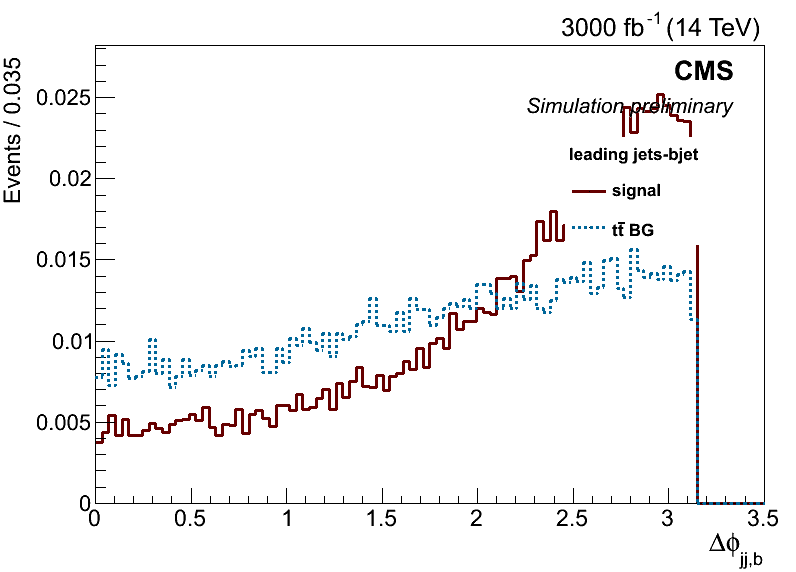 3000 fb⁻¹ (14 TeV)
Events / 0.035
CMS
Simulation preliminary
leading jets-bjet
signal
tt̄ BG
0.025
0.02
0.015
0.01
0.005
0
0 0.5 1 1.5 2 2.5 3 3.5
Δϕjj,b